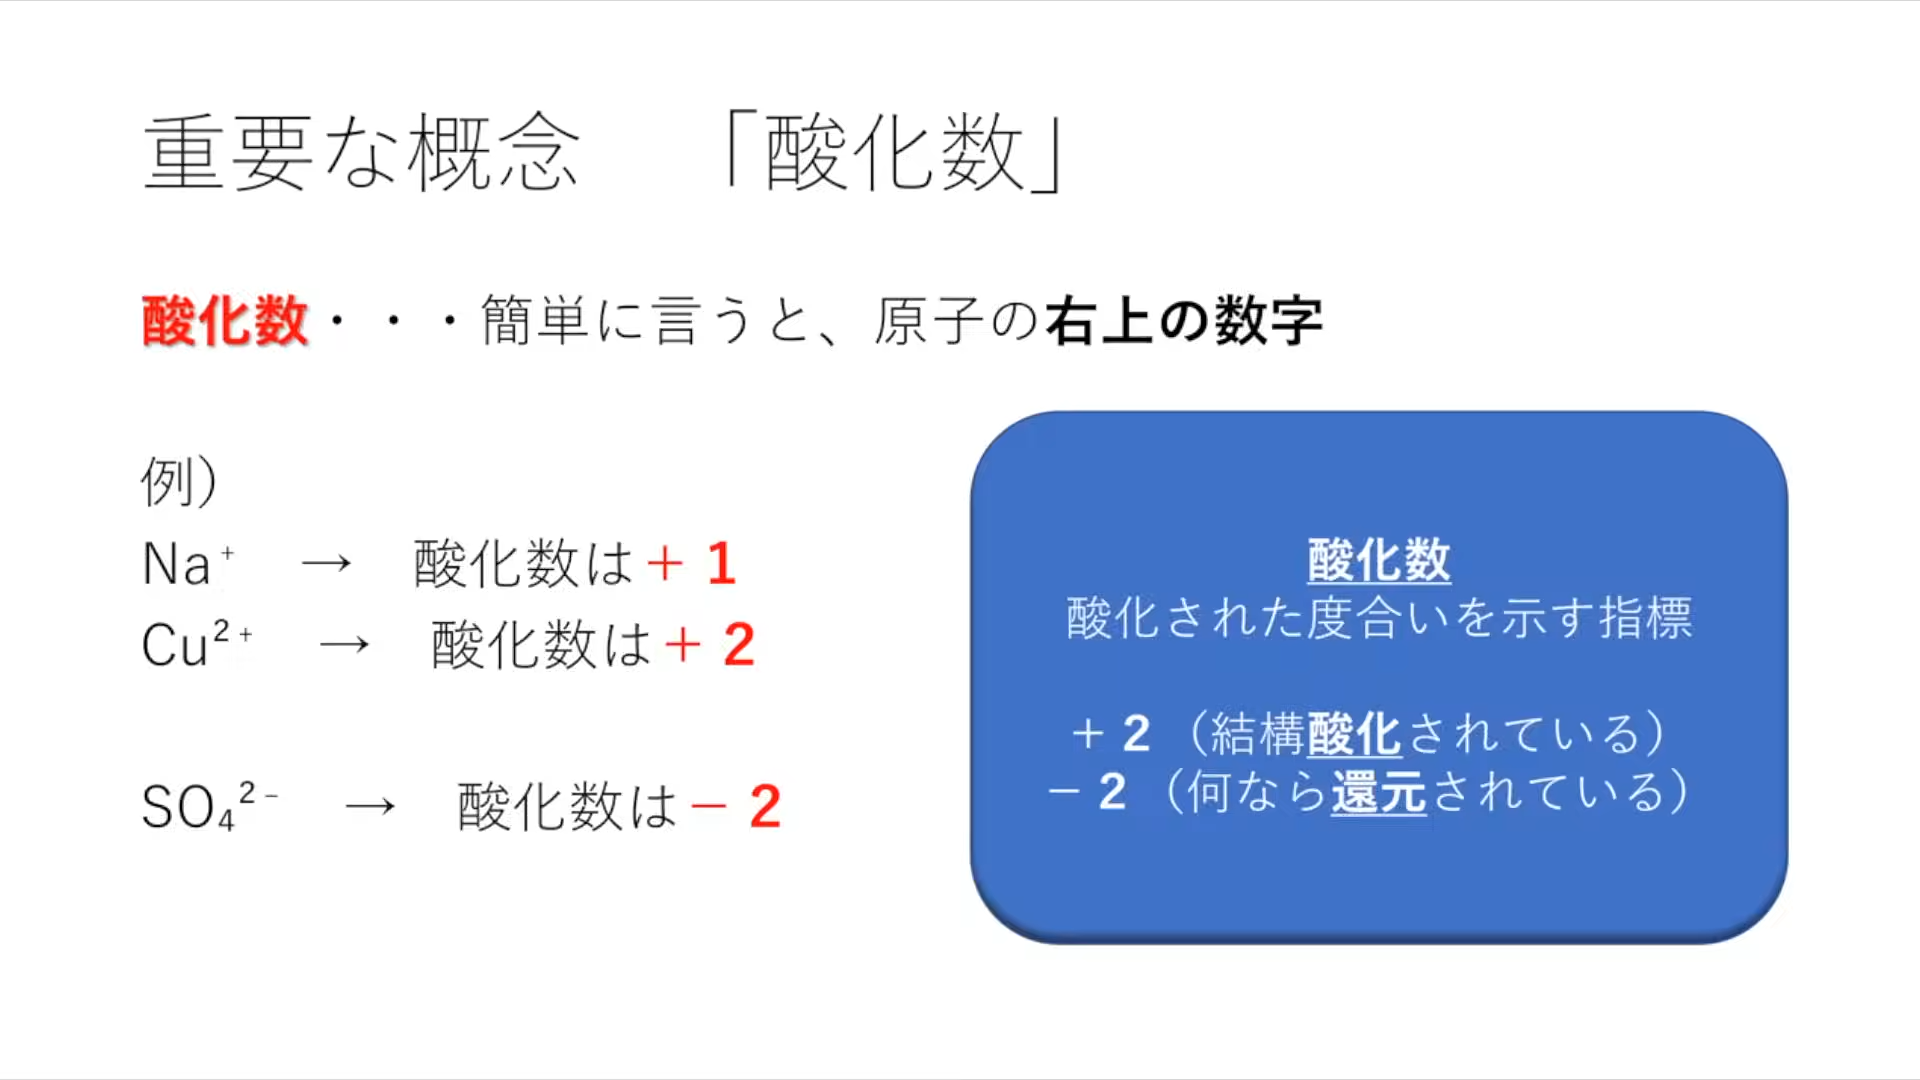 重要な概念　「酸化数」
酸化数・・・簡単に言うと、原子の右上の数字
例）
Na⁺　→　酸化数は＋1
Cu²⁺　→　酸化数は＋2
SO₄²⁻　→　酸化数は－2
酸化数
酸化された度合いを示す指標
＋2（結構酸化されている）
－2（何なら還元されている）